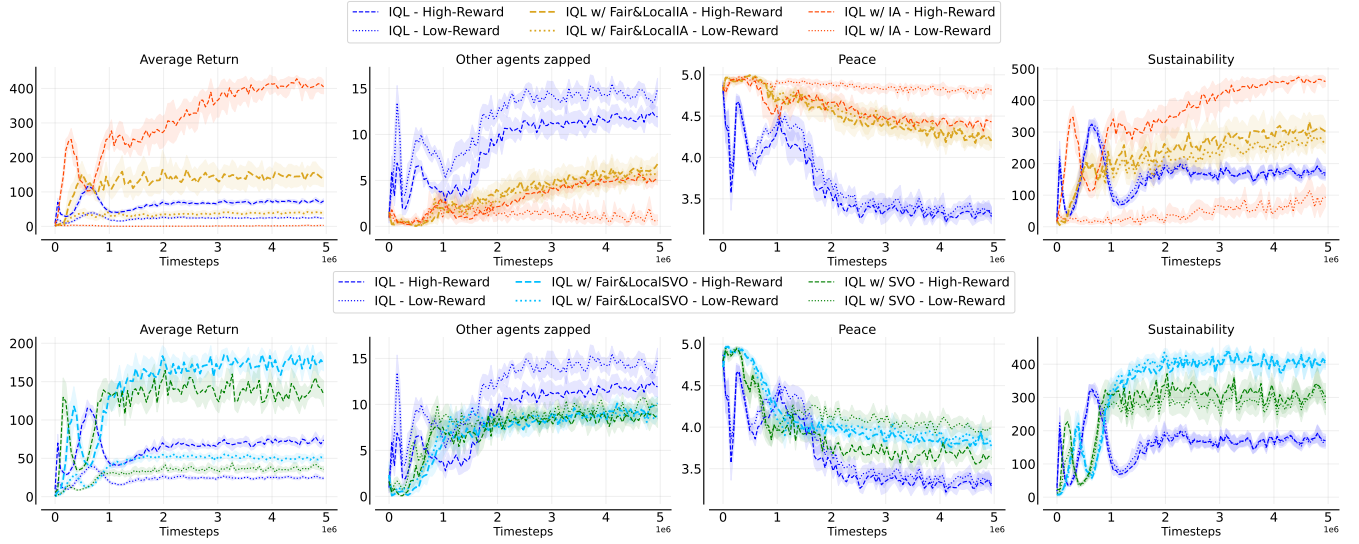 IQL - High-Reward IQL w/ Fair&LocalIA - High-Reward IQL w/ IA - High-Reward
IQL - Low-Reward IQL w/ Fair&LocalIA - Low-Reward IQL w/ IA - Low-Reward
Average Return Other agents zapped Peace Sustainability
400
300
200
100
0
0 1 2 3 4 5
1e6
Timesteps
15
10
5
0
0 1 2 3 4 5
1e6
Timesteps
5.0
4.5
4.0
3.5
0 1 2 3 4 5
1e6
Timesteps
500
400
300
200
100
0
0 1 2 3 4 5
1e6
Timesteps
IQL - High-Reward IQL w/ Fair&LocalSVO - High-Reward IQL w/ SVO - High-Reward
IQL - Low-Reward IQL w/ Fair&LocalSVO - Low-Reward IQL w/ SVO - Low-Reward
Average Return Other agents zapped Peace Sustainability
200
150
100
50
0
0 1 2 3 4 5
1e6
Timesteps
15
10
5
0
0 1 2 3 4 5
1e6
Timesteps
5.0
4.5
4.0
3.5
0 1 2 3 4 5
1e6
Timesteps
400
300
200
100
0
0 1 2 3 4 5
1e6
Timesteps